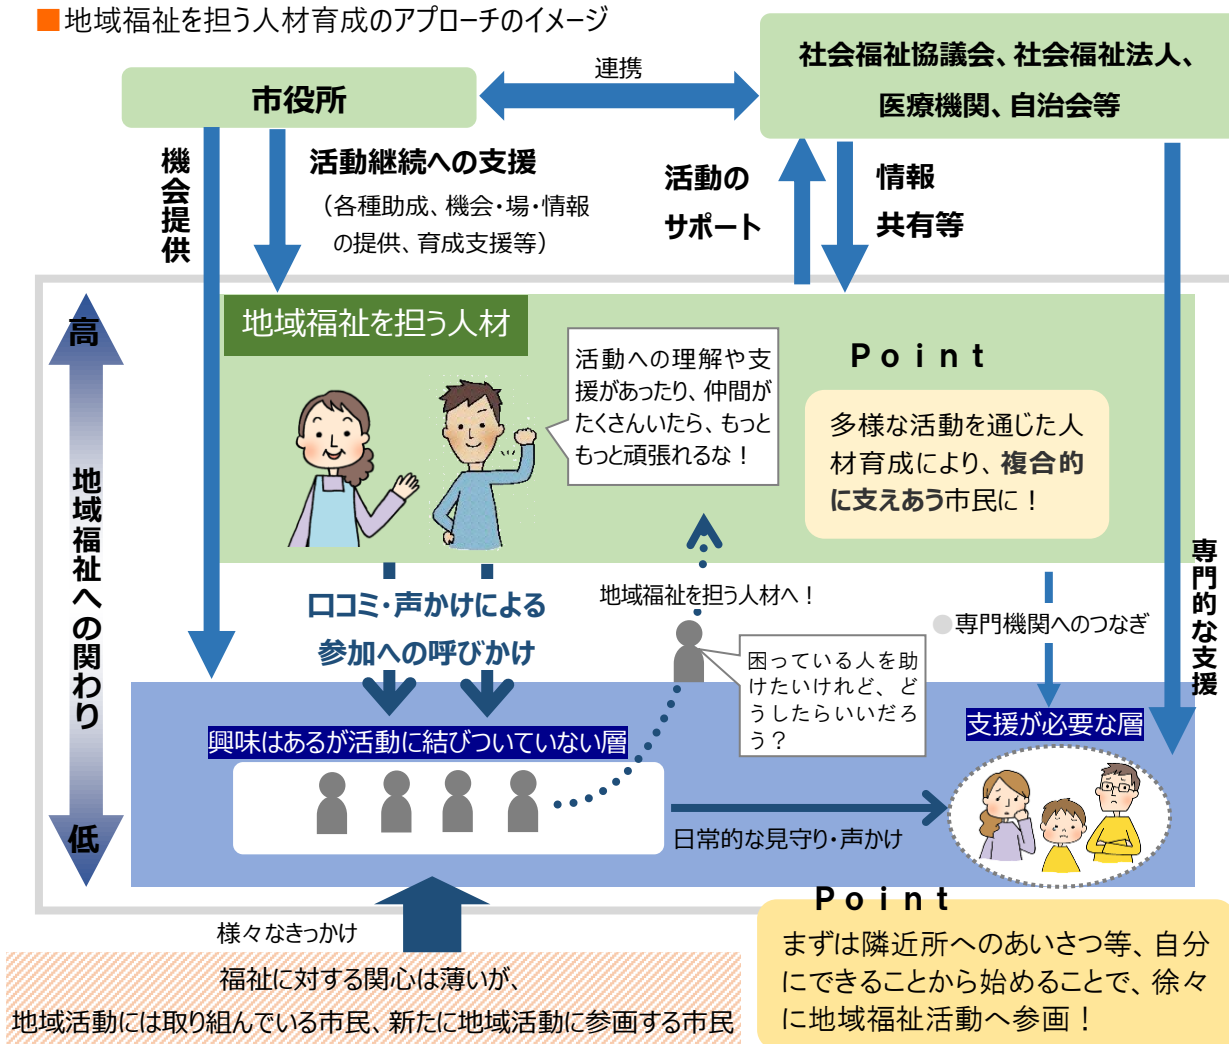 ■地域福祉を担う人材育成のアプローチのイメージ
市役所
連携
社会福祉協議会、社会福祉法人、
医療機関、自治会等
機会提供
活動継続への支援
（各種助成、機会・場・情報
の提供、育成支援等）
活動の
サポート
情報
共有等
高
地域福祉への関わり
低
地域福祉を担う人材
活動への理解や支
援があったり、仲間が
たくさんいたら、もっと
もっと頑張れるな！
Ｐｏｉｎｔ
多様な活動を通じた人
材育成により、複合的
に支えあう市民に！
専門的な支援
口コミ・声かけによる
参加への呼びかけ
地域福祉を担う人材へ！
●専門機関へのつなぎ
困っている人を助
けたいけれど、ど
うしたらいいだろ
う？
興味はあるが活動に結びついていない層
支援が必要な層
日常的な見守り・声かけ
様々なきっかけ
福祉に対する関心は薄いが、
地域活動には取り組んでいる市民、新たに地域活動に参画する市民
Ｐｏｉｎｔ
まずは隣近所へのあいさつ等、自分
にできることから始めることで、徐々
に地域福祉活動へ参画！